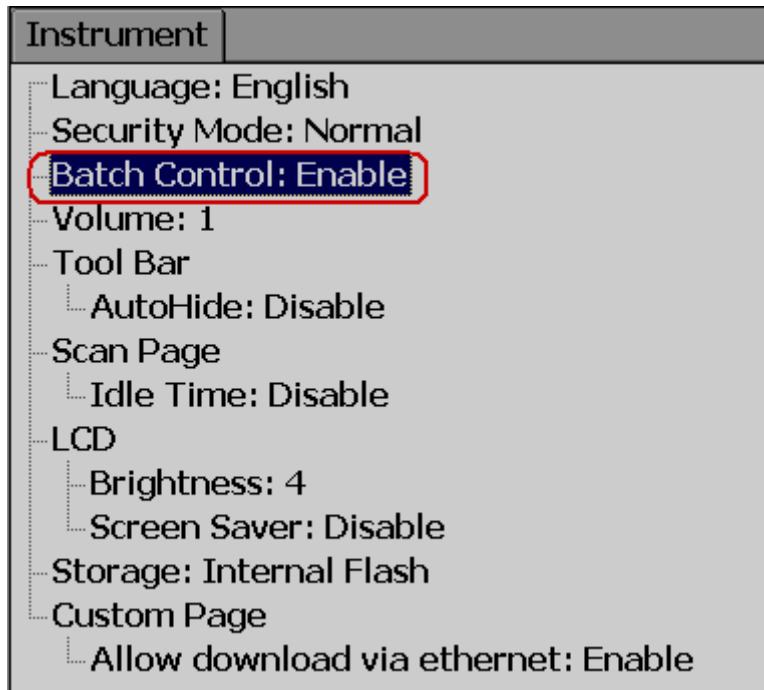 Instrument
Language: English
Security Mode: Normal
Batch Control: Enable
Volume: 1
Tool Bar
AutoHide: Disable
Scan Page
Idle Time: Disable
LCD
Brightness: 4
Screen Saver: Disable
Storage: Internal Flash
Custom Page
Allow download via ethernet: Enable